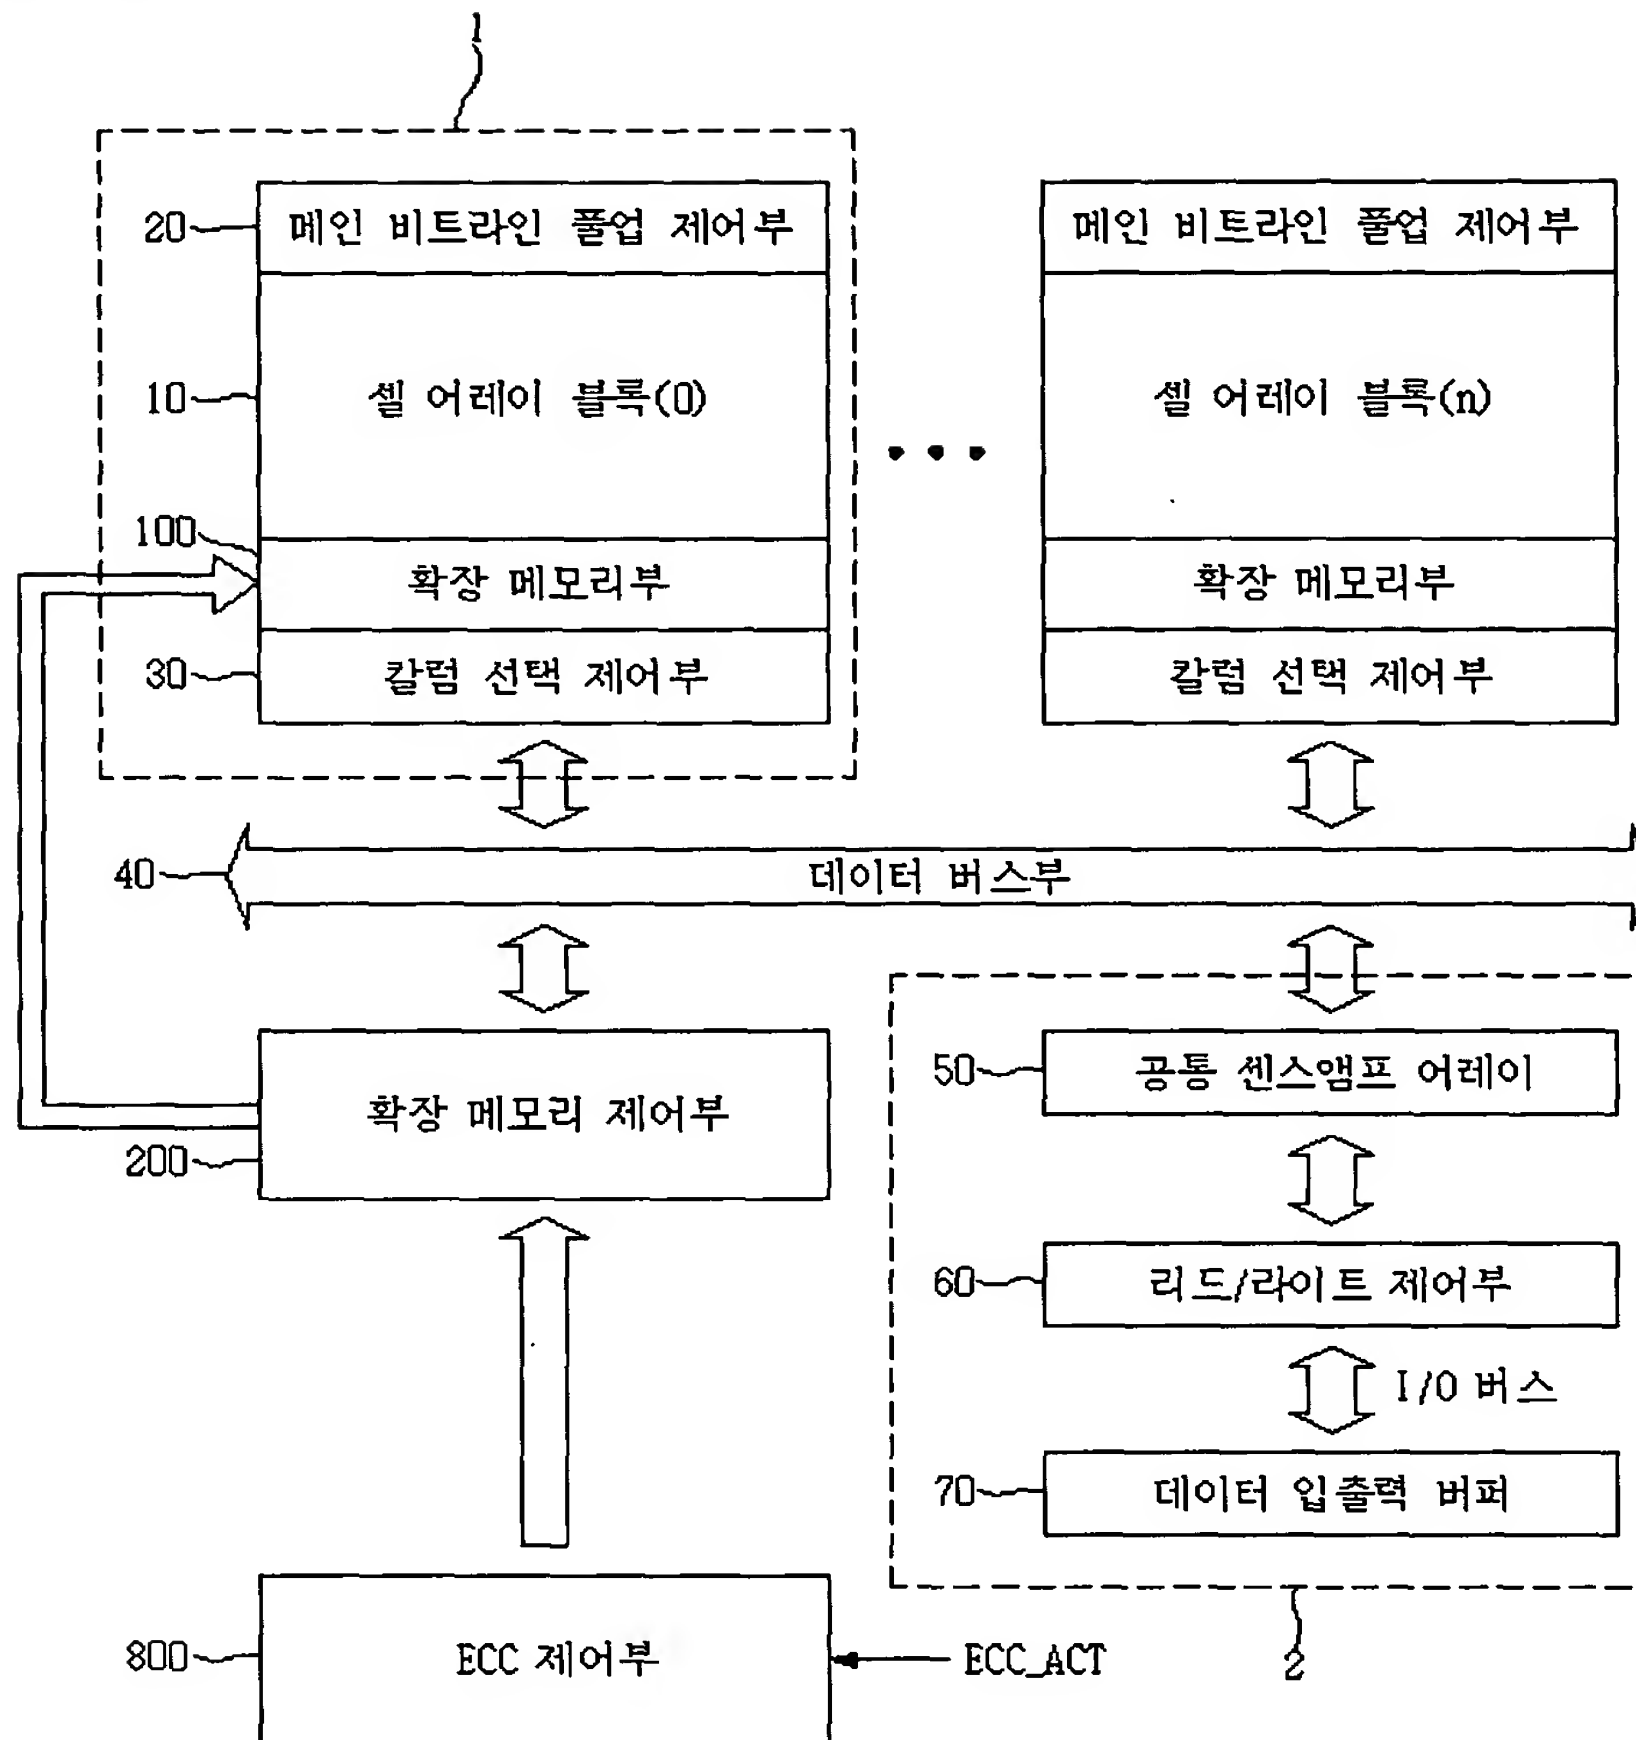 1
20 메인 비트라인 풀업 제어부
메인 비트라인 풀업 제어부
10 셀 어레이 블록(0)
셀 어레이 블록(n)
100
확장 메모리부
확장 메모리부
30 칼럼 선택 제어부
칼럼 선택 제어부
40 데이터 버스부
50 공통 센스앰프 어레이
확장 메모리 제어부
200
60 리드/라이트 제어부
I/O 버스
70 데이터 입출력 버퍼
800 ECC 제어부
ECC_ACT
2